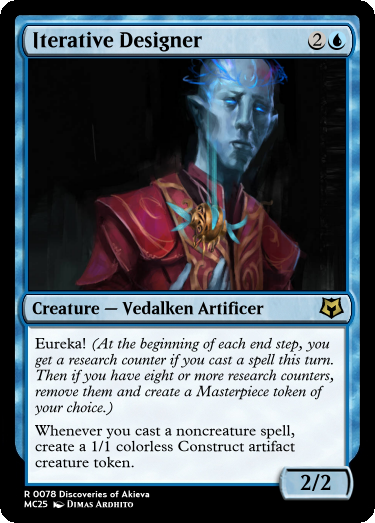 Iterative Designer 2
Creature — Vedalken Artificer
Eureka! (At the beginning of each end step, you
get a research counter if you cast a spell this turn.
Then if you have eight or more research counters,
remove them and create a Masterpiece token of
your choice.)
Whenever you cast a noncreature spell,
create a 1/1 colorless Construct artifact
creature token.
2/2
R 0078 Discoveries of Akieva
MC25 Dimas Ardhito